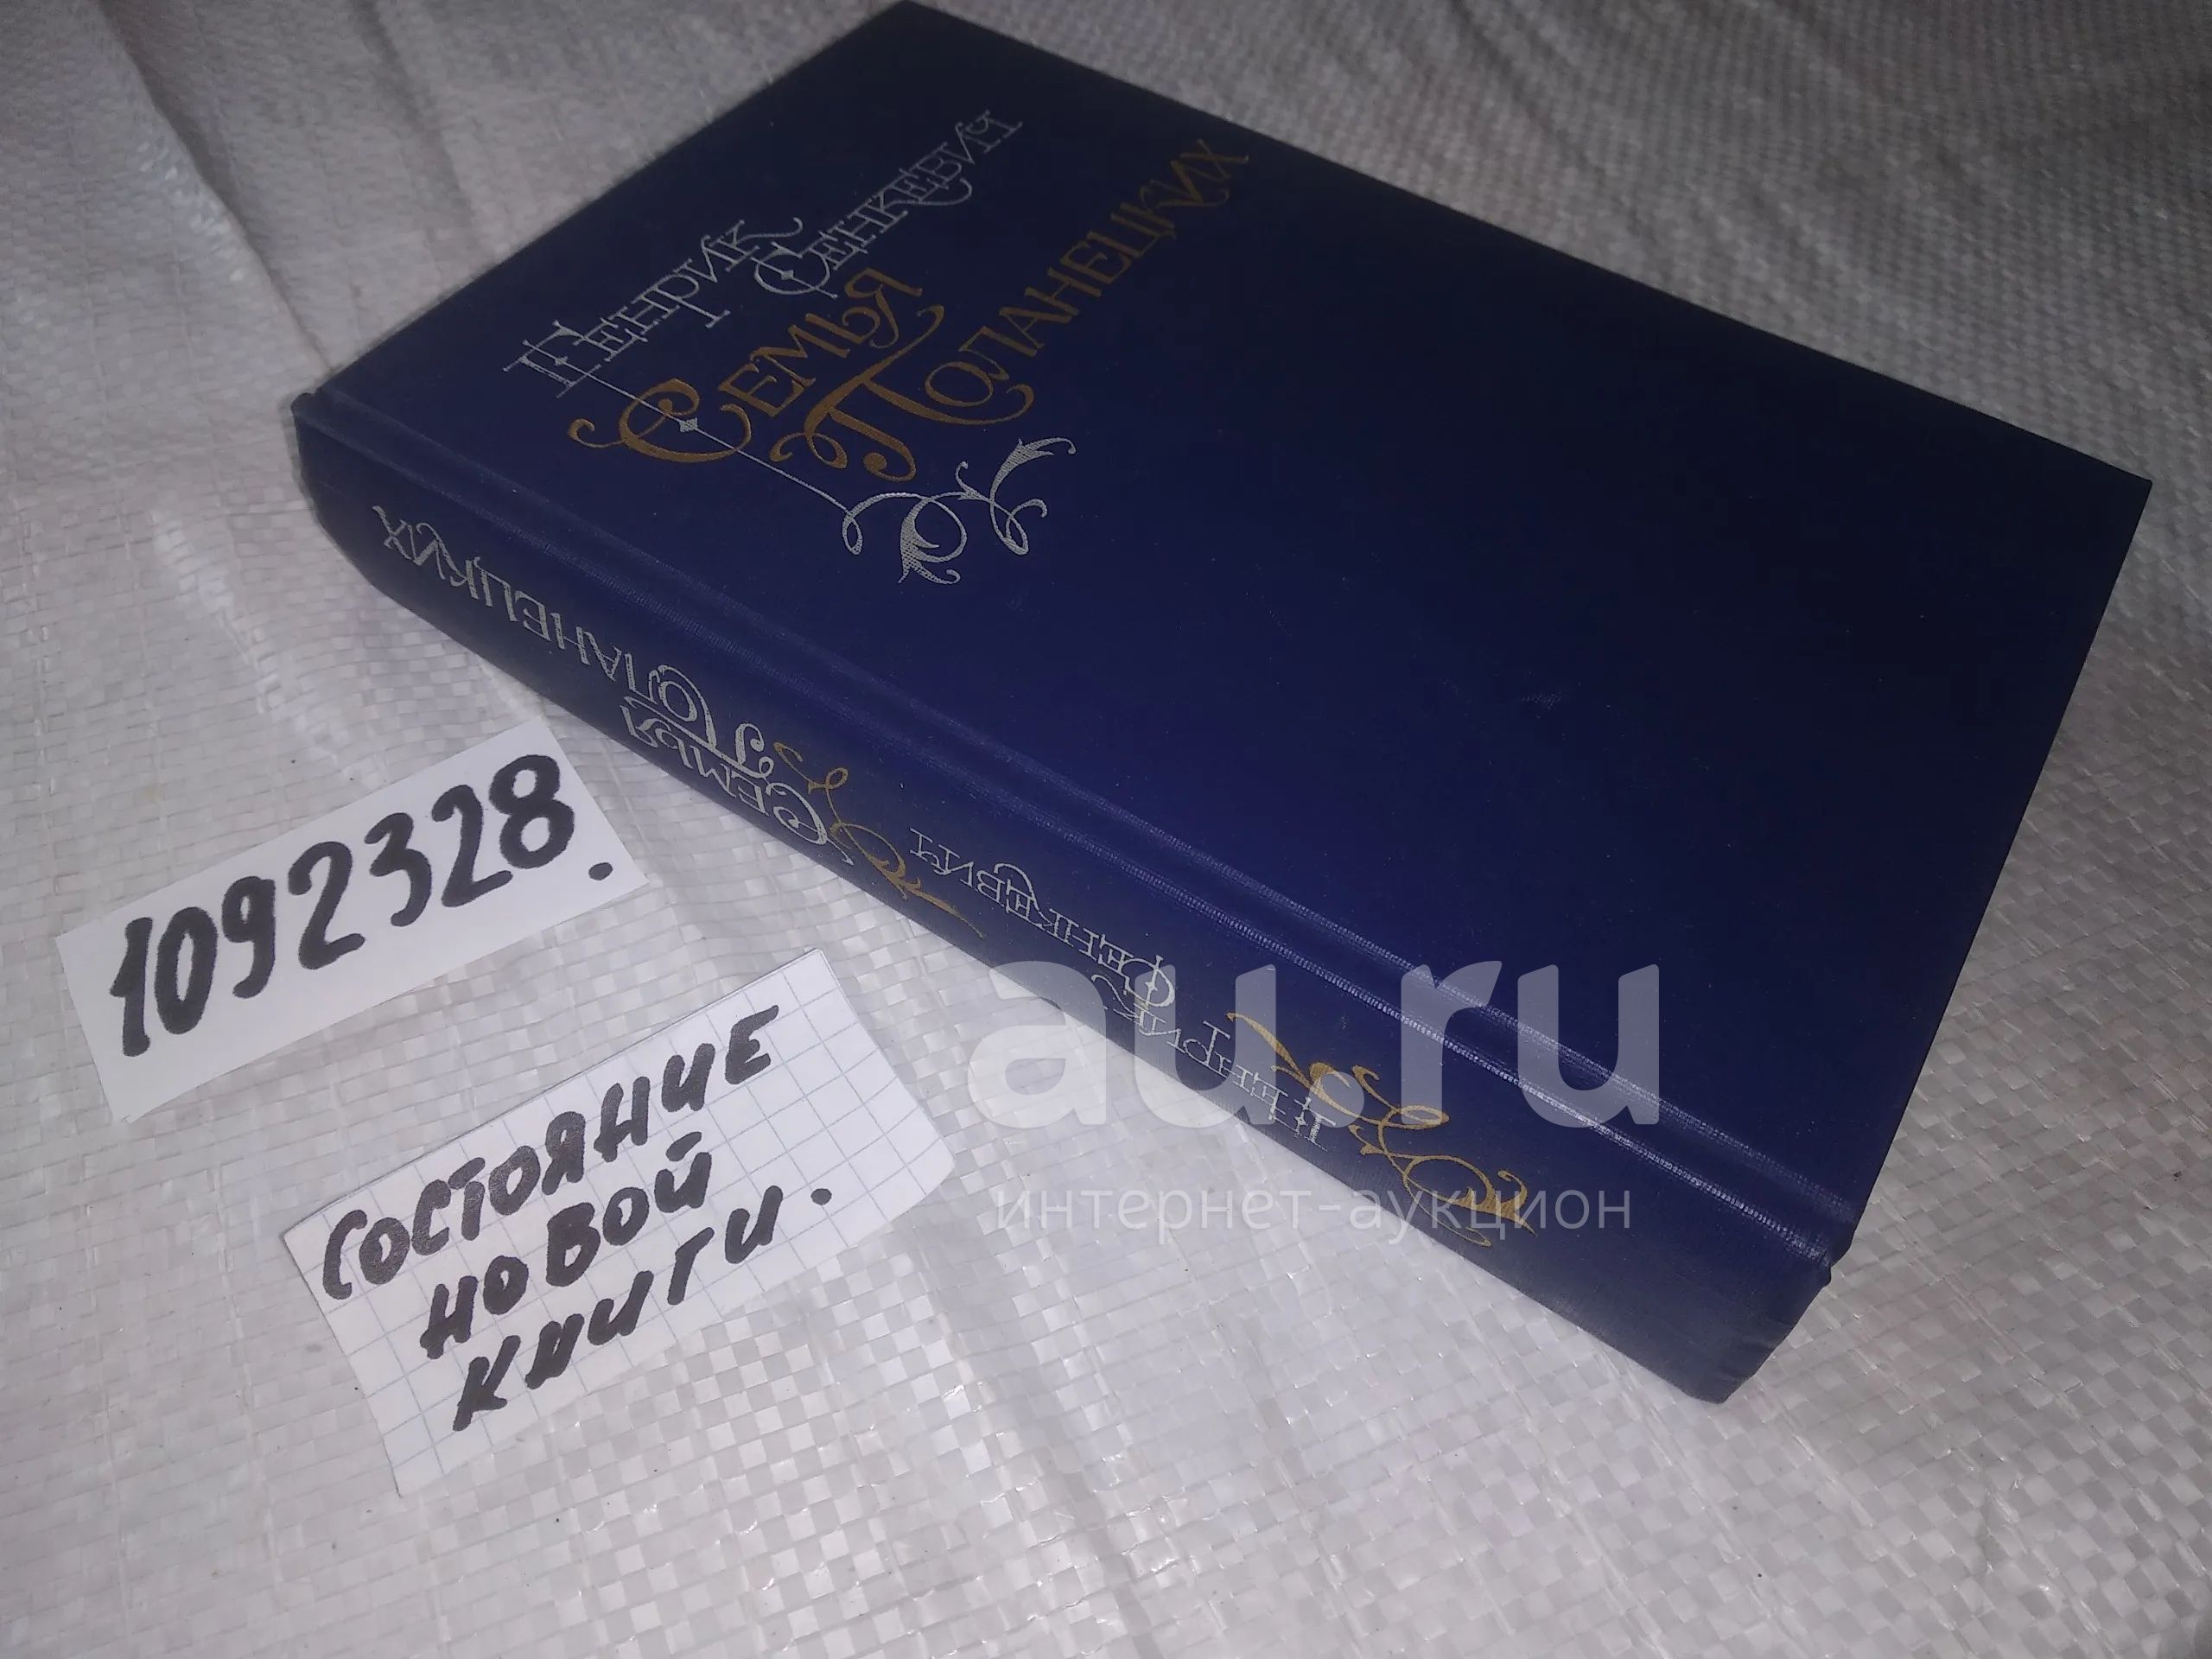 ГЕНРИК
СЕНКЕВИЧ
СЕМЬЯ
ПОЛАНЕЦКИХ
ГЕНРИК
СЕНКЕВИЧ
СЕМЬЯ
ПОЛАНЕЦКИХ
1092328.
СОСТОЯНИЕ
НОВОЙ
КНИГИ.
au.ru
интернет-аукцион